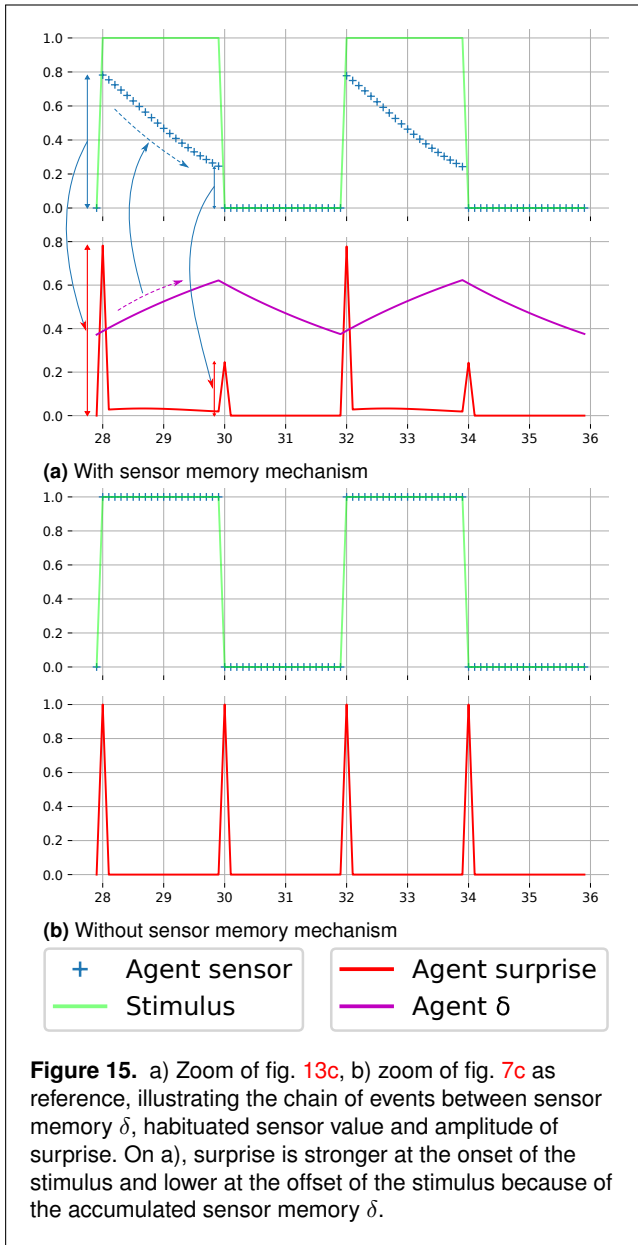 1.0
0.8
0.6
0.4
0.2
0.0
0.8
0.6
0.4
0.2
0.0
28 29 30 31 32 33 34 35 36
(a) With sensor memory mechanism
1.0
0.8
0.6
0.4
0.2
0.0
1.0
0.8
0.6
0.4
0.2
0.0
28 29 30 31 32 33 34 35 36
(b) Without sensor memory mechanism
Agent sensor Agent surprise
Stimulus Agent δ
Figure 15. a) Zoom of fig. 13c, b) zoom of fig. 7c as
reference, illustrating the chain of events between sensor
memory δ, habituated sensor value and amplitude of
surprise. On a), surprise is stronger at the onset of the
stimulus and lower at the offset of the stimulus because of
the accumulated sensor memory δ.